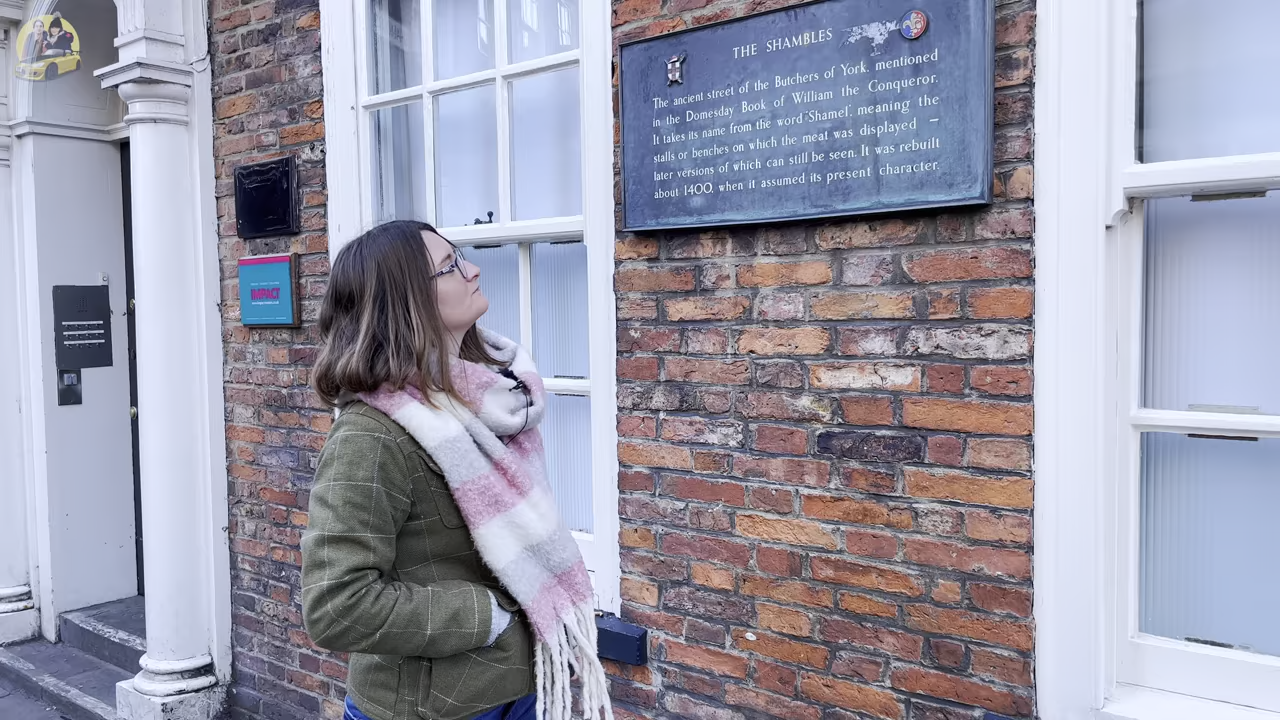 THE SHAMBLES
The ancient street of the Butchers of York, mentioned
in the Domesday Book of William the Conqueror.
It takes its name from the word 'Shamel', meaning the
stalls or benches on which the meat was displayed –
later versions of which can still be seen. It was rebuilt
about 1400, when it assumed its present character.
IMPACT